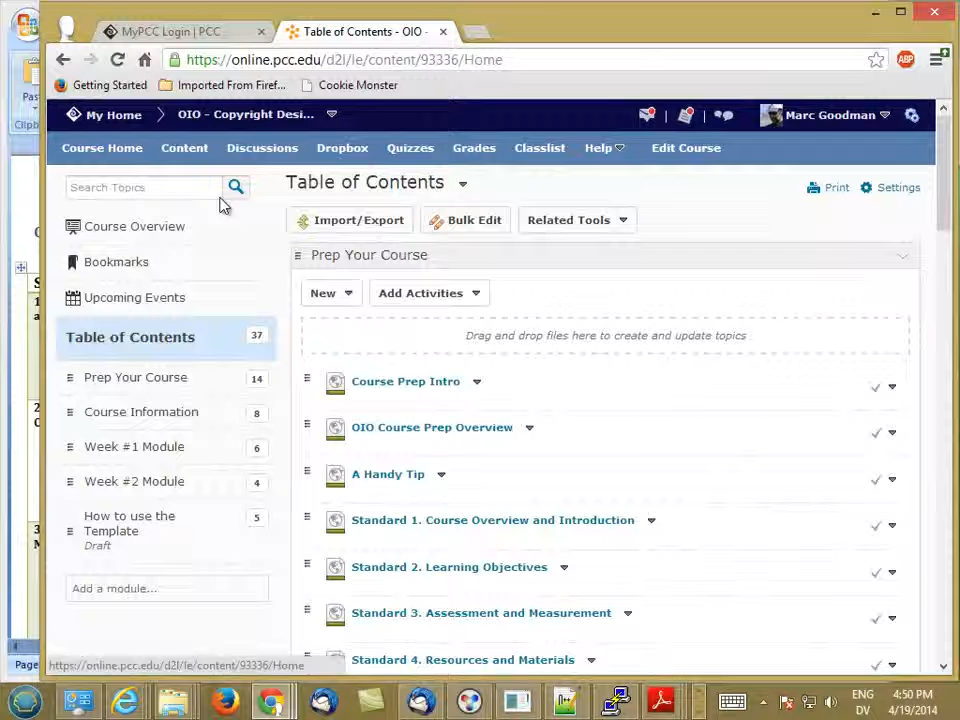 MyPCC Login | PCC
Table of Contents - OIO -
https://online.pcc.edu/d2l/le/content/93336/Home
Getting Started
Imported From Firef...
Cookie Monster
Past
Clipb
My Home
OIO - Copyright Desi...
Marc Goodman
Course Home
Content
Discussions
Dropbox
Quizzes
Grades
Classlist
Help
Edit Course
Search Topics
Table of Contents
Print
Settings
Course Overview
Import/Export
Bulk Edit
Related Tools
Bookmarks
Prep Your Course
Upcoming Events
New
Add Activities
Table of Contents
37
Drag and drop files here to create and update topics
Prep Your Course
14
Course Prep Intro
Course Information
8
OIO Course Prep Overview
Week #1 Module
6
A Handy Tip
Week #2 Module
4
How to use the
Template
5
Draft
Standard 1. Course Overview and Introduction
Standard 2. Learning Objectives
Add a module...
Standard 3. Assessment and Measurement
Standard 4. Resources and Materials
https://online.pcc.edu/d2l/le/content/93336/Home
Page
ENG
DV
4:50 PM
4/19/2014